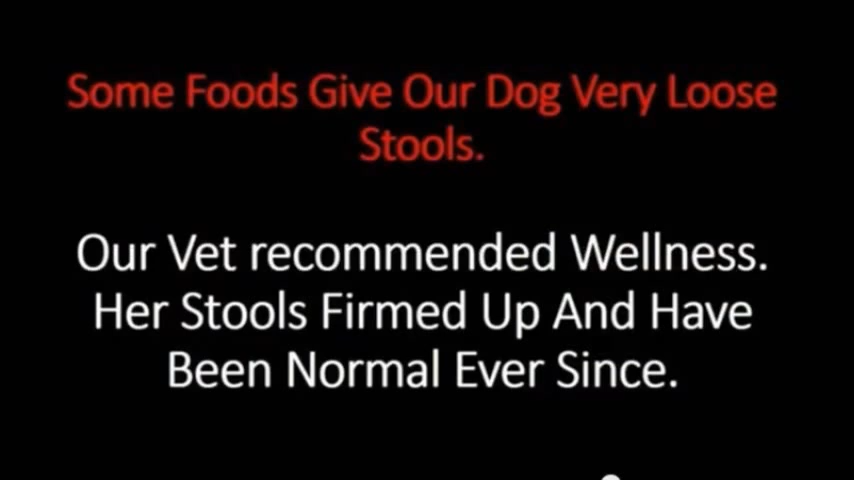 Some Foods Give Our Dog Very Loose
Stools.
Our Vet recommended Wellness.
Her Stools Firmed Up And Have
Been Normal Ever Since.